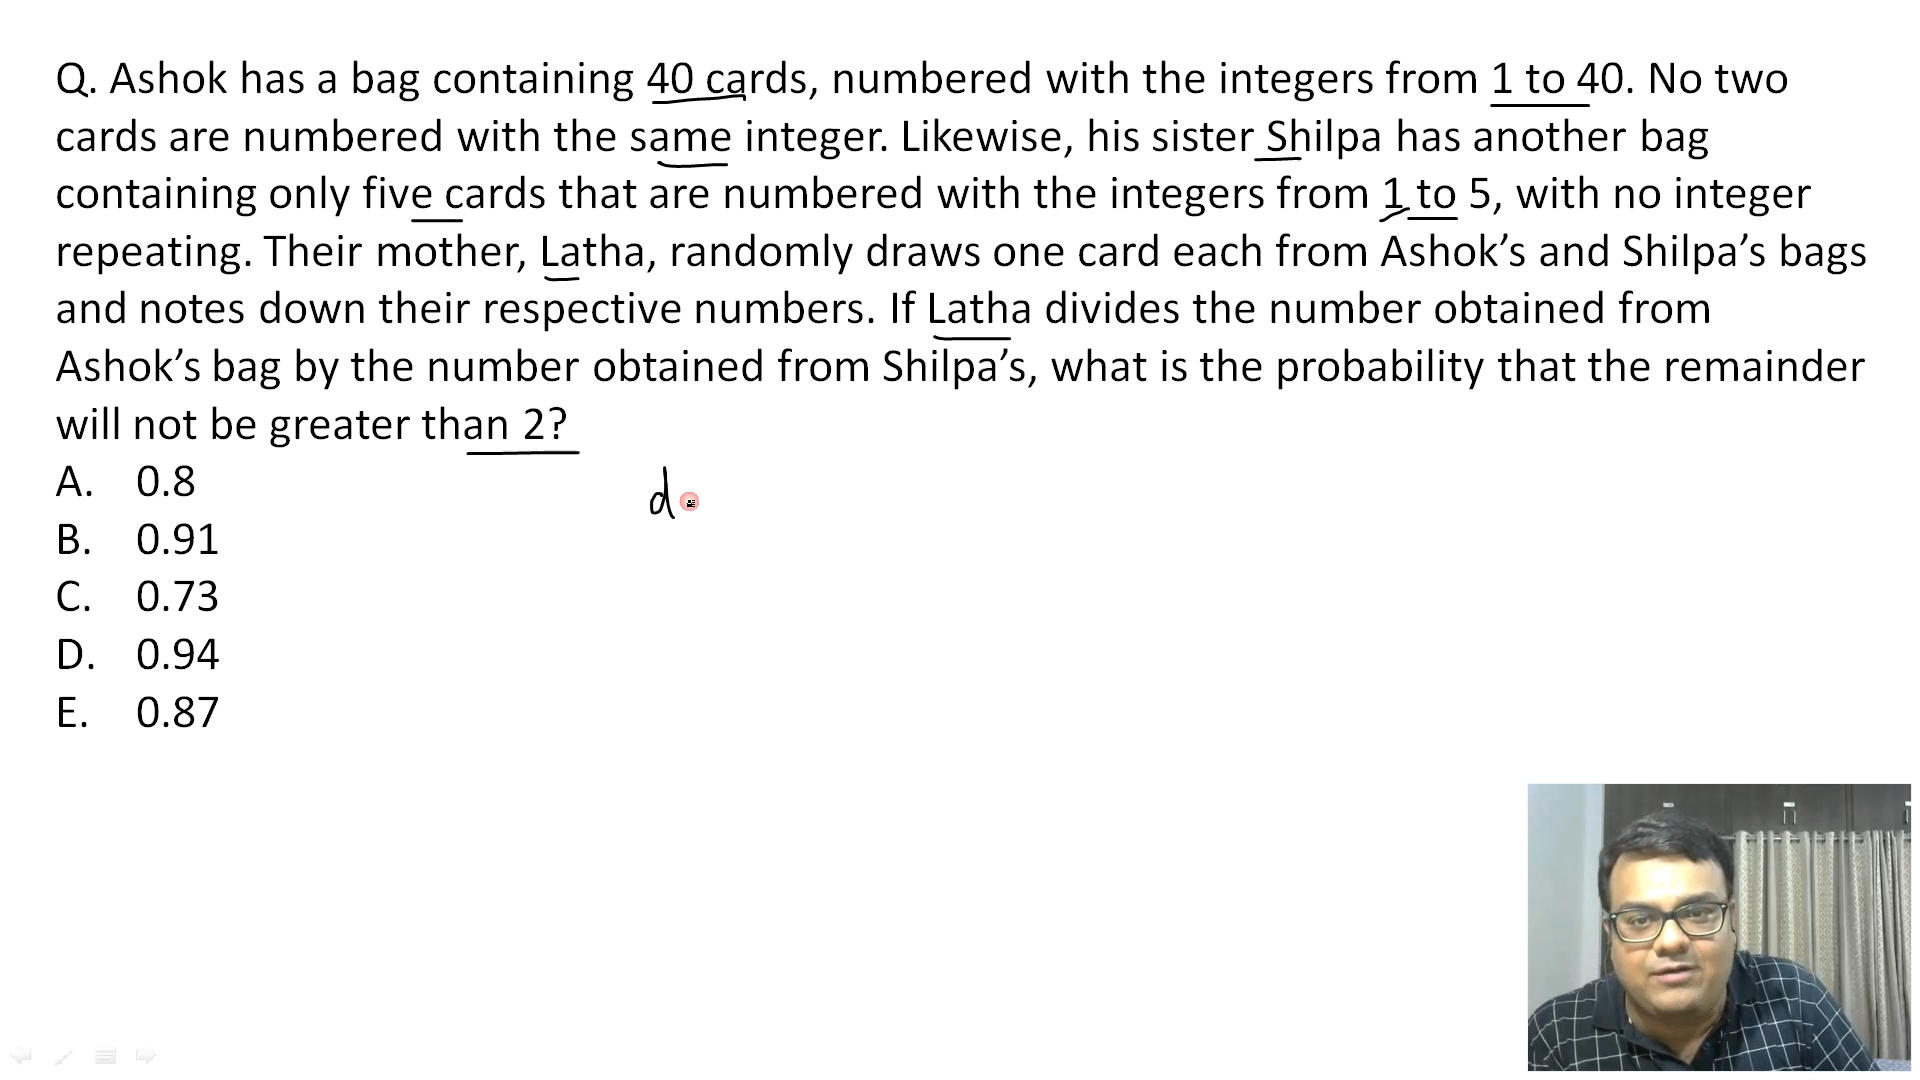 Q. Ashok has a bag containing 40 cards, numbered with the integers from 1 to 40. No two
cards are numbered with the same integer. Likewise, his sister Shilpa has another bag
containing only five cards that are numbered with the integers from 1 to 5, with no integer
repeating. Their mother, Latha, randomly draws one card each from Ashok’s and Shilpa’s bags
and notes down their respective numbers. If Latha divides the number obtained from
Ashok’s bag by the number obtained from Shilpa’s, what is the probability that the remainder
will not be greater than 2?
A. 0.8
B. 0.91
C. 0.73
D. 0.94
E. 0.87
d